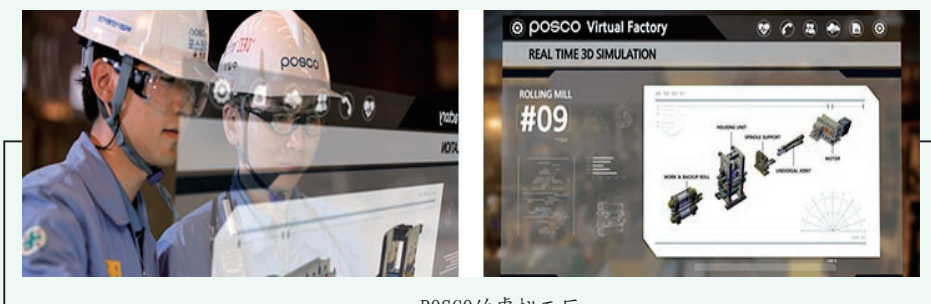 posco
ZERO
posco Virtual Factory
REAL TIME 3D SIMULATION
ROLLING MILL
#09
HOUSING UNIT
SPINDLE SUPPORT
MOTOR
UNIVERSAL JOINT
WORK & BACKUP ROLL
POSCO的虚拟工厂